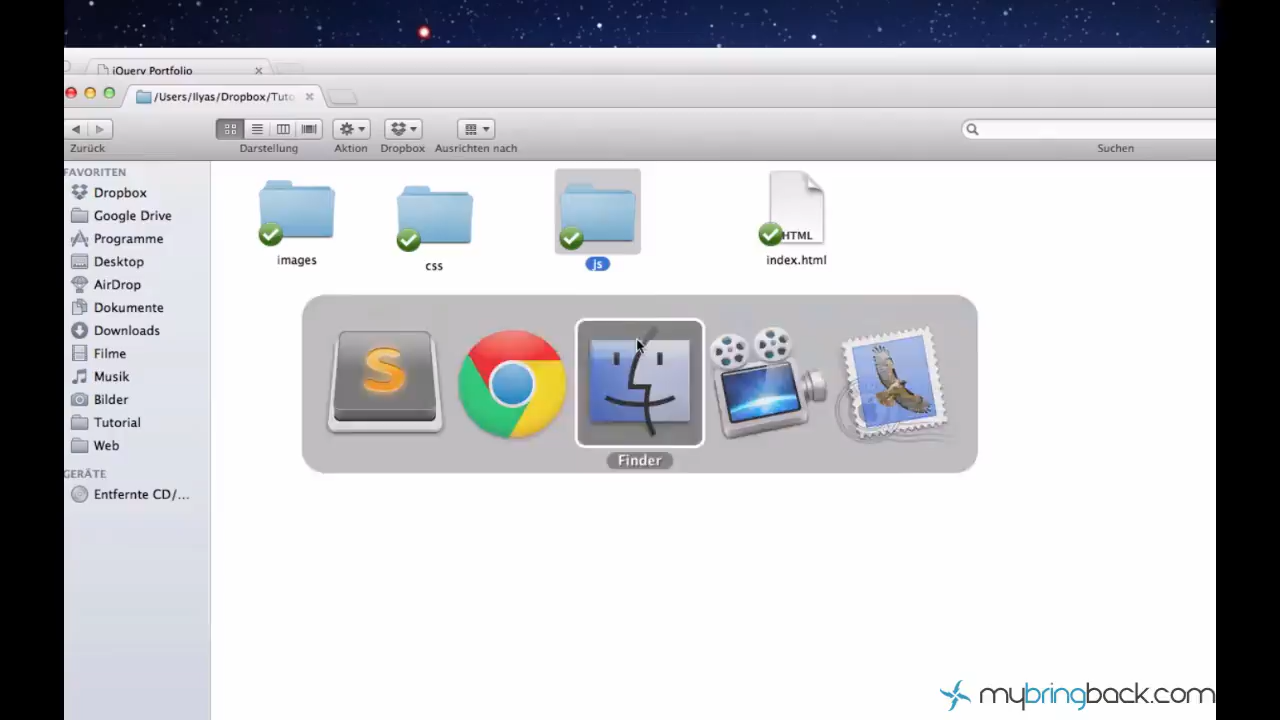 jQuery Portfolio
/Users/Ilyas/Dropbox/Tuto
Zurück
Darstellung
Aktion
Dropbox
Ausrichten nach
Suchen
FAVORITEN
Dropbox
Google Drive
Programme
Desktop
AirDrop
Dokumente
Downloads
Filme
Musik
Bilder
Tutorial
Web
GERÄTE
Entfernte CD/...
images
css
js
HTML
index.html
S
Finder
mybringback.com